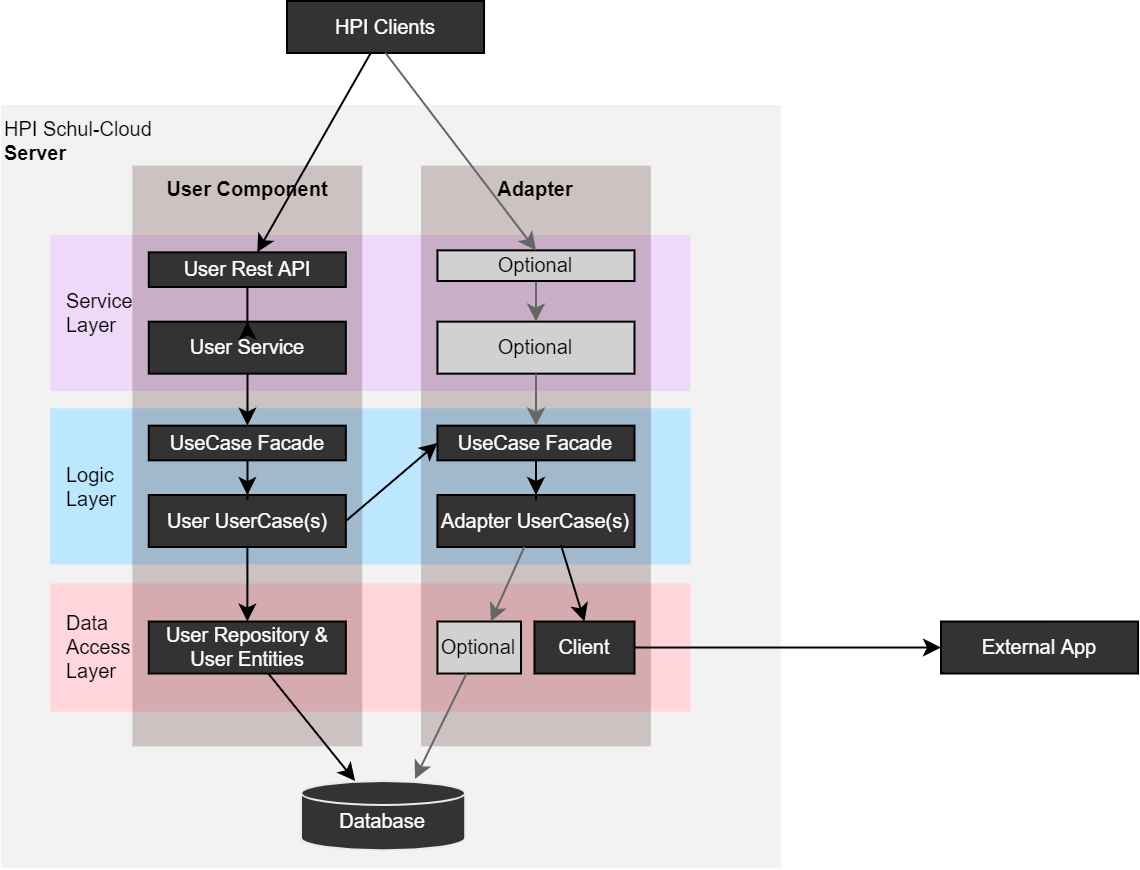 HPI Clients
HPI Schul-Cloud
Server
User Component
Adapter
Service
Layer
User Rest API
Optional
User Service
Optional
Logic
Layer
UseCase Facade
UseCase Facade
User UserCase(s)
Adapter UserCase(s)
Data
Access
Layer
User Repository &
User Entities
Optional
Client
External App
Database